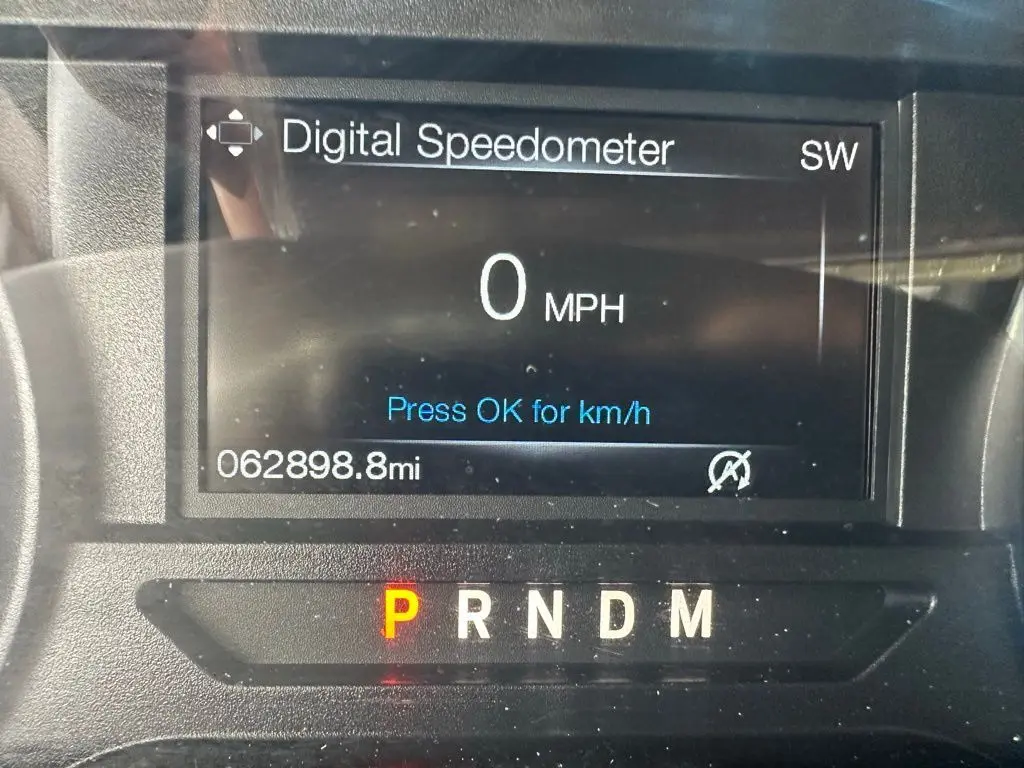 Digital Speedometer SW
0 MPH
Press OK for km/h
062898.8mi A
P R N D M